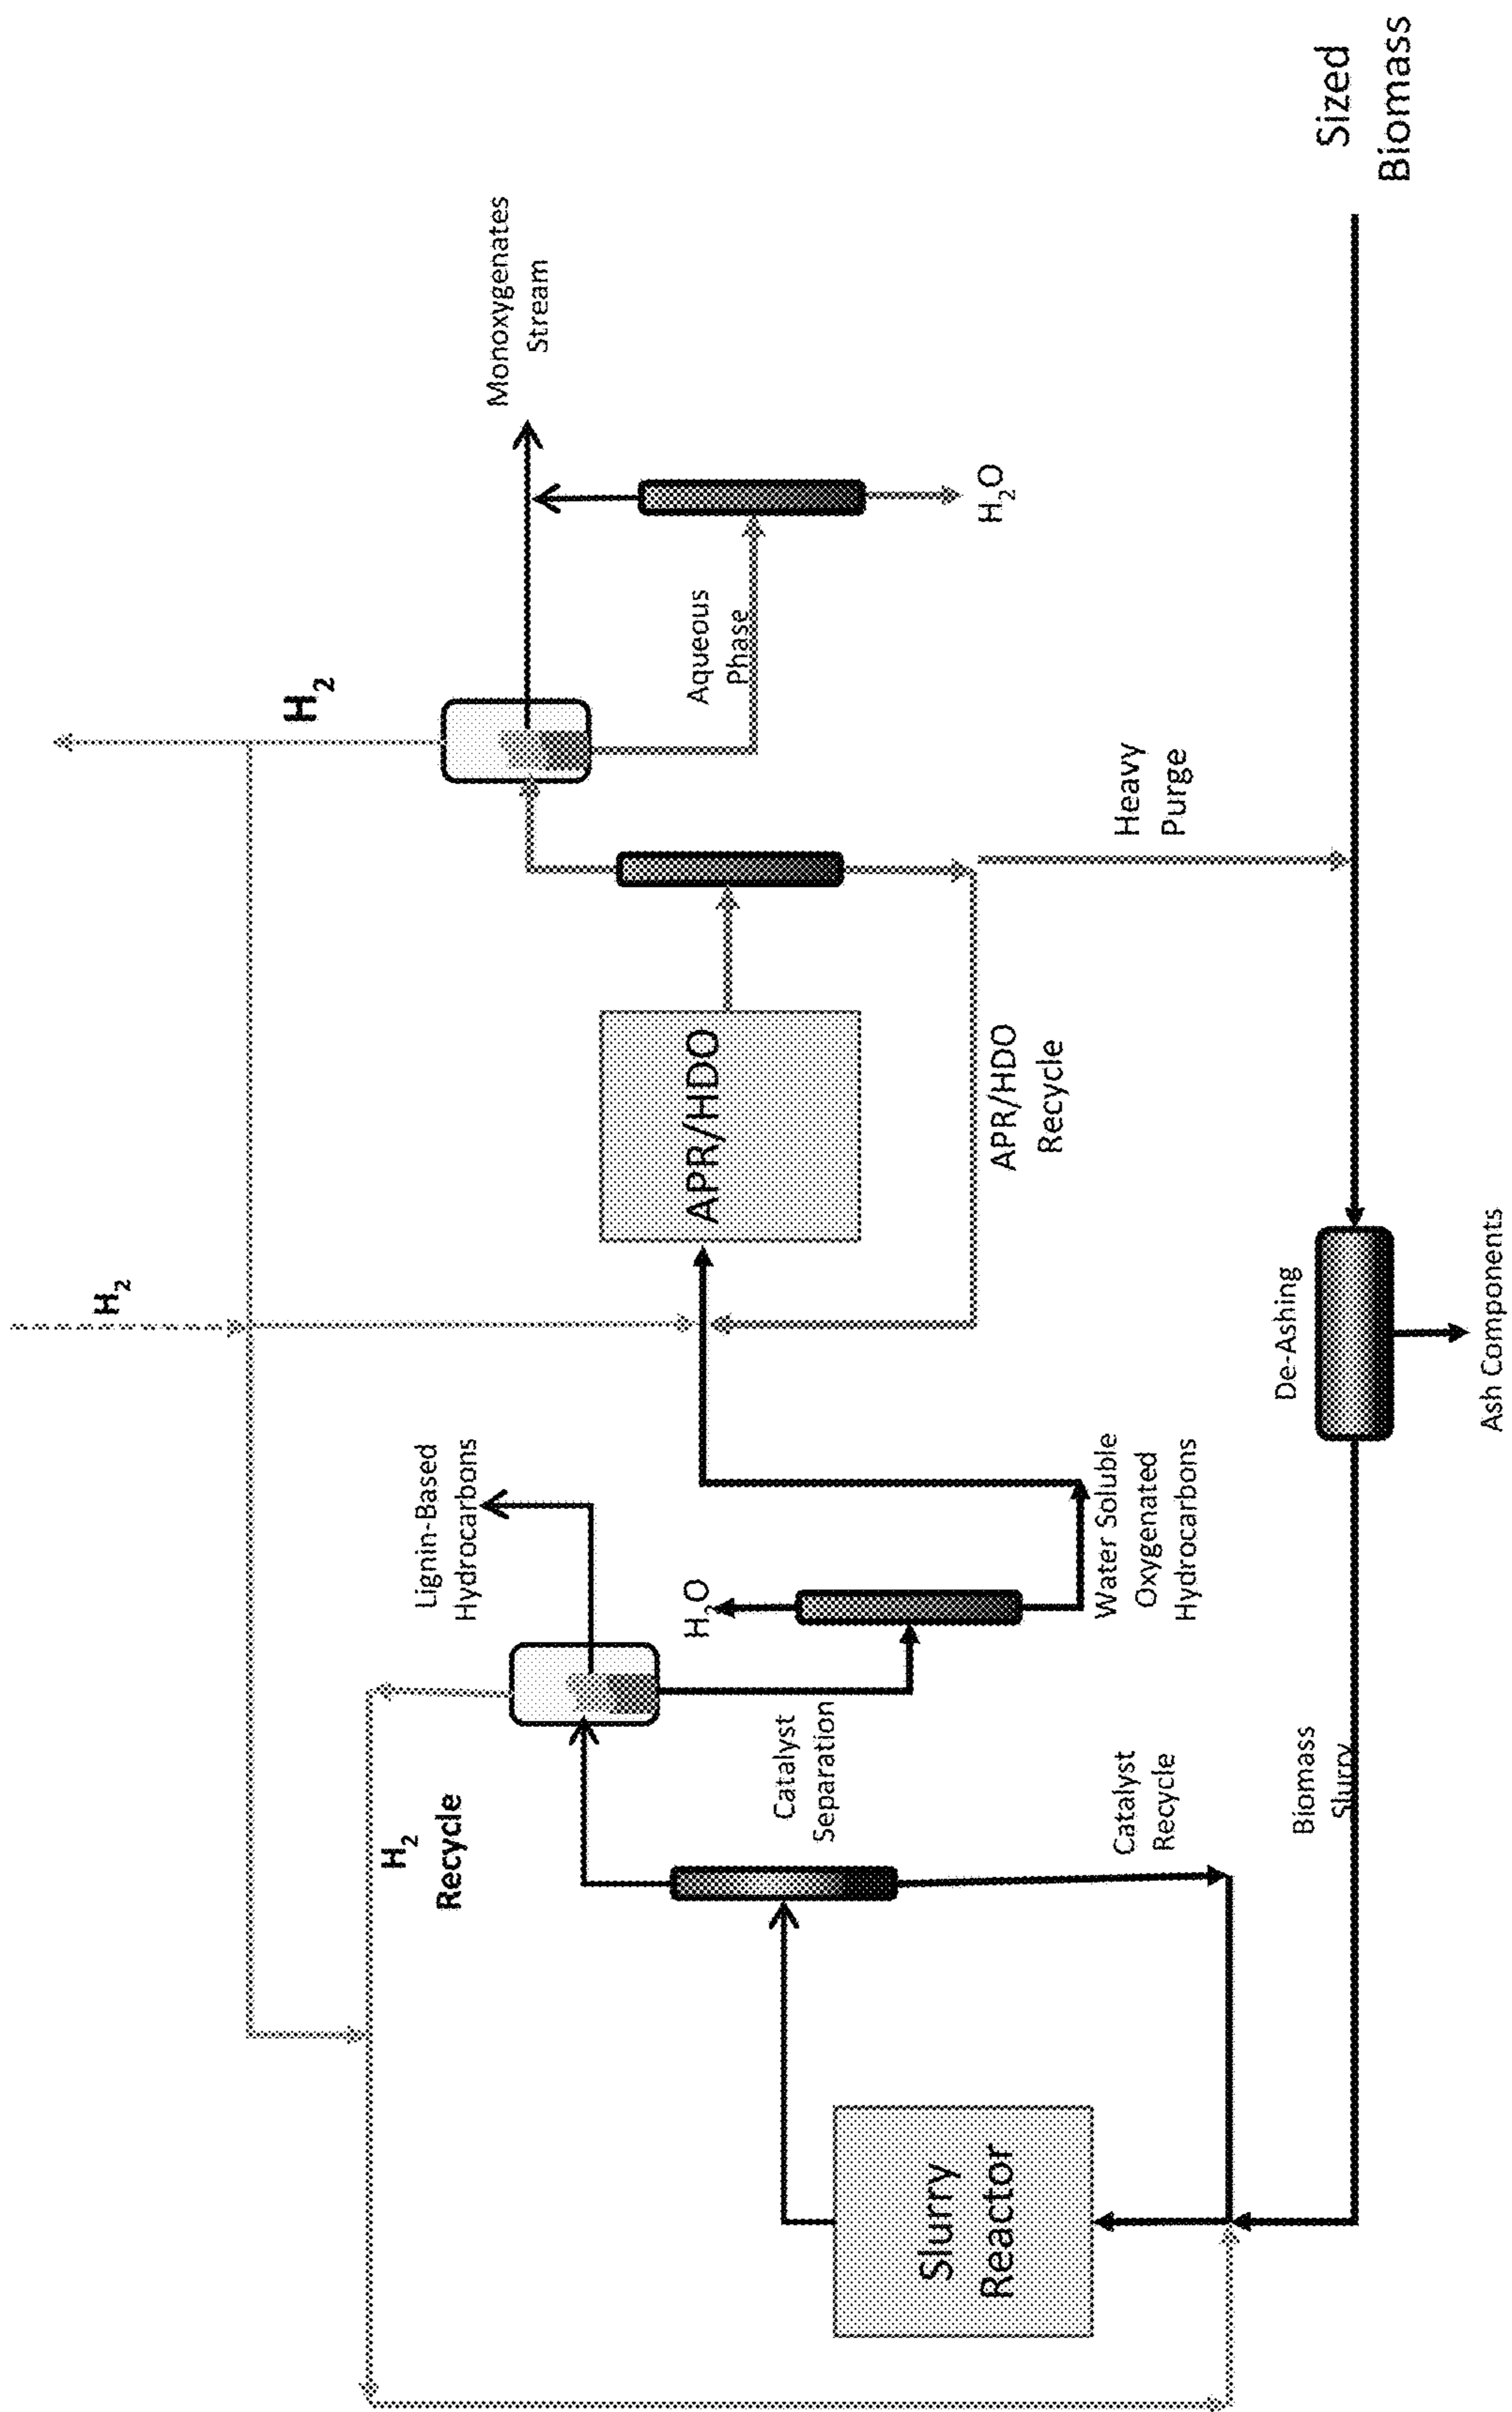 H₂
H₂
Monoxygenates
Stream
Lignin-Based
Hydrocarbons
H₂
Recycle
APR/HDO
Aqueous
Phase
H₂O
H₂O
Catalyst
Separation
Slurry
Reactor
APR/HDO
Recycle
Heavy
Purge
Water Soluble
Oxygenated
Hydrocarbons
Catalyst
Recycle
Biomass
Slurry
De-Ashing
Sized
Biomass
Ash Components